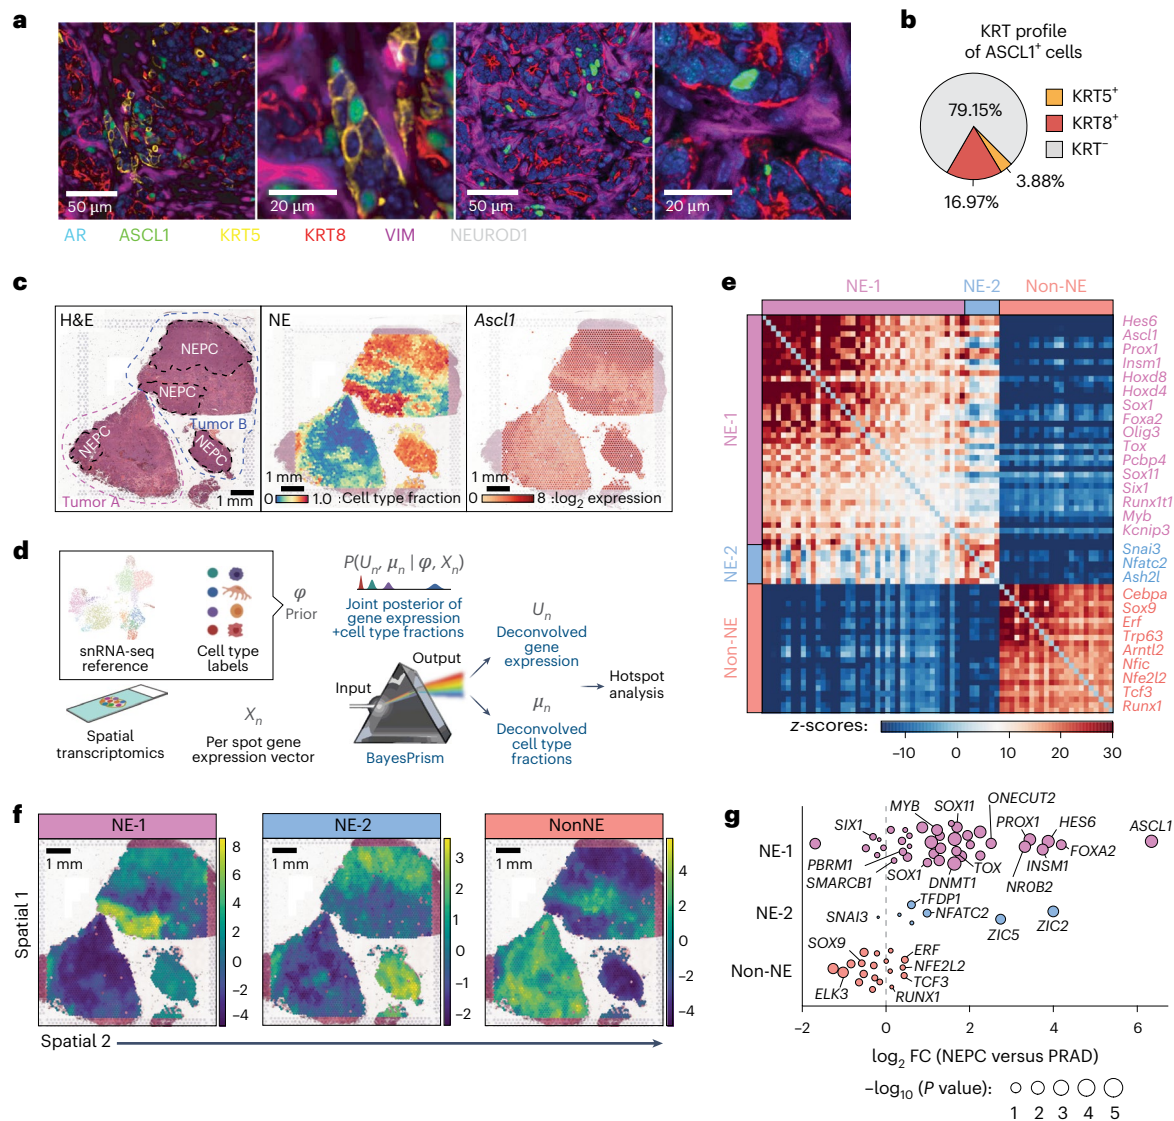 a
50 μm
20 μm
50 μm
20 μm
AR ASCL1 KRT5 KRT8 VIM NEUROD1
b
KRT profile
of ASCL1⁺ cells
79.15%
3.88%
16.97%
KRT5⁺
KRT8⁺
KRT⁻
c
H&E
NEPC
NEPC
NEPC
NEPC
Tumor B
Tumor A
1 mm
NE
1 mm
0 1.0 :Cell type fraction
Ascl1
1 mm
0 8 :log₂ expression
d
snRNA-seq
reference
Cell type
labels
φ
Prior
P(Uₙ, μₙ | φ, Xₙ)
Joint posterior of
gene expression
+cell type fractions
Spatial
transcriptomics
Xₙ
Per spot gene
expression vector
Input
Output
BayesPrism
Uₙ
Deconvolved
gene
expression
μₙ
Deconvolved
cell type
fractions
Hotspot
analysis
e
NE-1 NE-2 Non-NE
NE-1
NE-2
Non-NE
Hes6
Ascl1
Prox1
Insm1
Hoxd8
Hoxd4
Sox1
Foxa2
Olig3
Tox
Pcbp4
Sox11
Six1
Runx1t1
Myb
Kcnip3
Snai3
Nfatc2
Ash2l
Cebpa
Sox9
Erf
Trp63
Arntl2
Nfic
Nfe2l2
Tcf3
Runx1
z-scores:
−10 0 10 20 30
f
NE-1
1 mm
8
6
4
2
0
−2
−4
NE-2
1 mm
3
2
1
0
−1
−2
NonNE
1 mm
4
2
0
−2
−4
Spatial 1
Spatial 2
g
NE-1
NE-2
Non-NE
MYB SOX11 ONECUT2
SIX1 PROX1 HES6 ASCL1
PBRM1 FOXA2
SMARCB1 SOX1 TOX INSM1
DNMT1 NR0B2
TFDP1
SNAI3 NFATC2 ZIC5 ZIC2
SOX9 ERF
NFE2L2
TCF3
ELK3 RUNX1
−2 0 2 4 6
log₂ FC (NEPC versus PRAD)
−log₁₀ (P value):
1 2 3 4 5